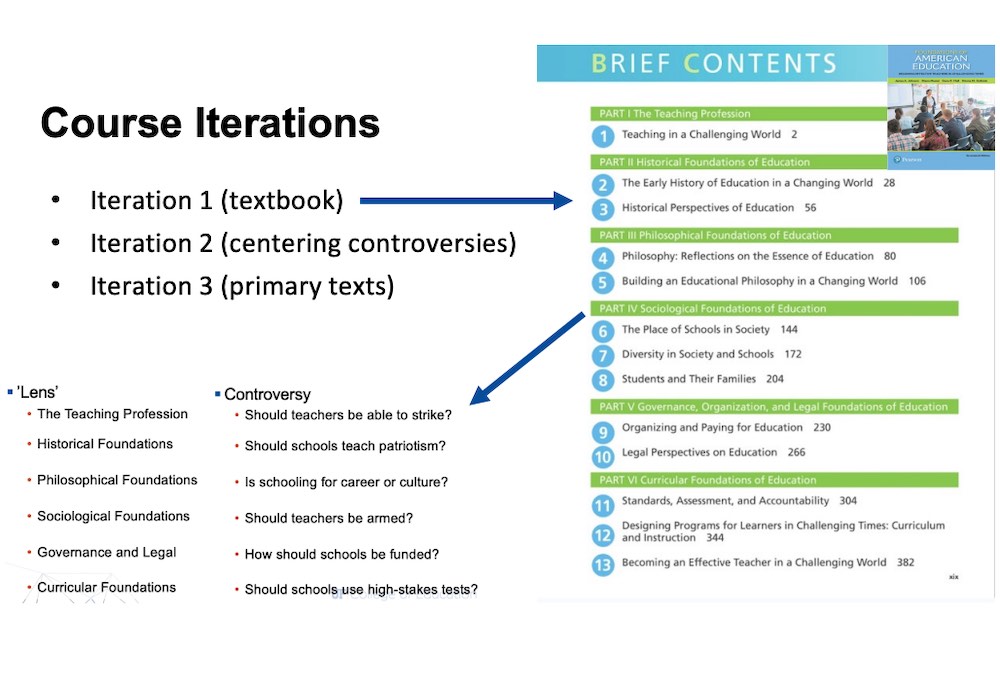 Course Iterations
• Iteration 1 (textbook)
• Iteration 2 (centering controversies)
• Iteration 3 (primary texts)
'Lens'
• The Teaching Profession
• Historical Foundations
• Philosophical Foundations
• Sociological Foundations
• Governance and Legal
• Curricular Foundations
Controversy
• Should teachers be able to strike?
• Should schools teach patriotism?
• Is schooling for career or culture?
• Should teachers be armed?
• How should schools be funded?
• Should schools use high-stakes tests?
BRIEF CONTENTS
AMERICAN
EDUCATION
Pearson
PART I The Teaching Profession
1 Teaching in a Challenging World 2
PART II Historical Foundations of Education
2 The Early History of Education in a Changing World 28
3 Historical Perspectives of Education 56
PART III Philosophical Foundations of Education
4 Philosophy: Reflections on the Essence of Education 80
5 Building an Educational Philosophy in a Changing World 106
PART IV Sociological Foundations of Education
6 The Place of Schools in Society 144
7 Diversity in Society and Schools 172
8 Students and Their Families 204
PART V Governance, Organization, and Legal Foundations of Education
9 Organizing and Paying for Education 230
10 Legal Perspectives on Education 266
PART VI Curricular Foundations of Education
11 Standards, Assessment, and Accountability 304
12 Designing Programs for Learners in Challenging Times: Curriculum
and Instruction 344
13 Becoming an Effective Teacher in a Challenging World 382
xix